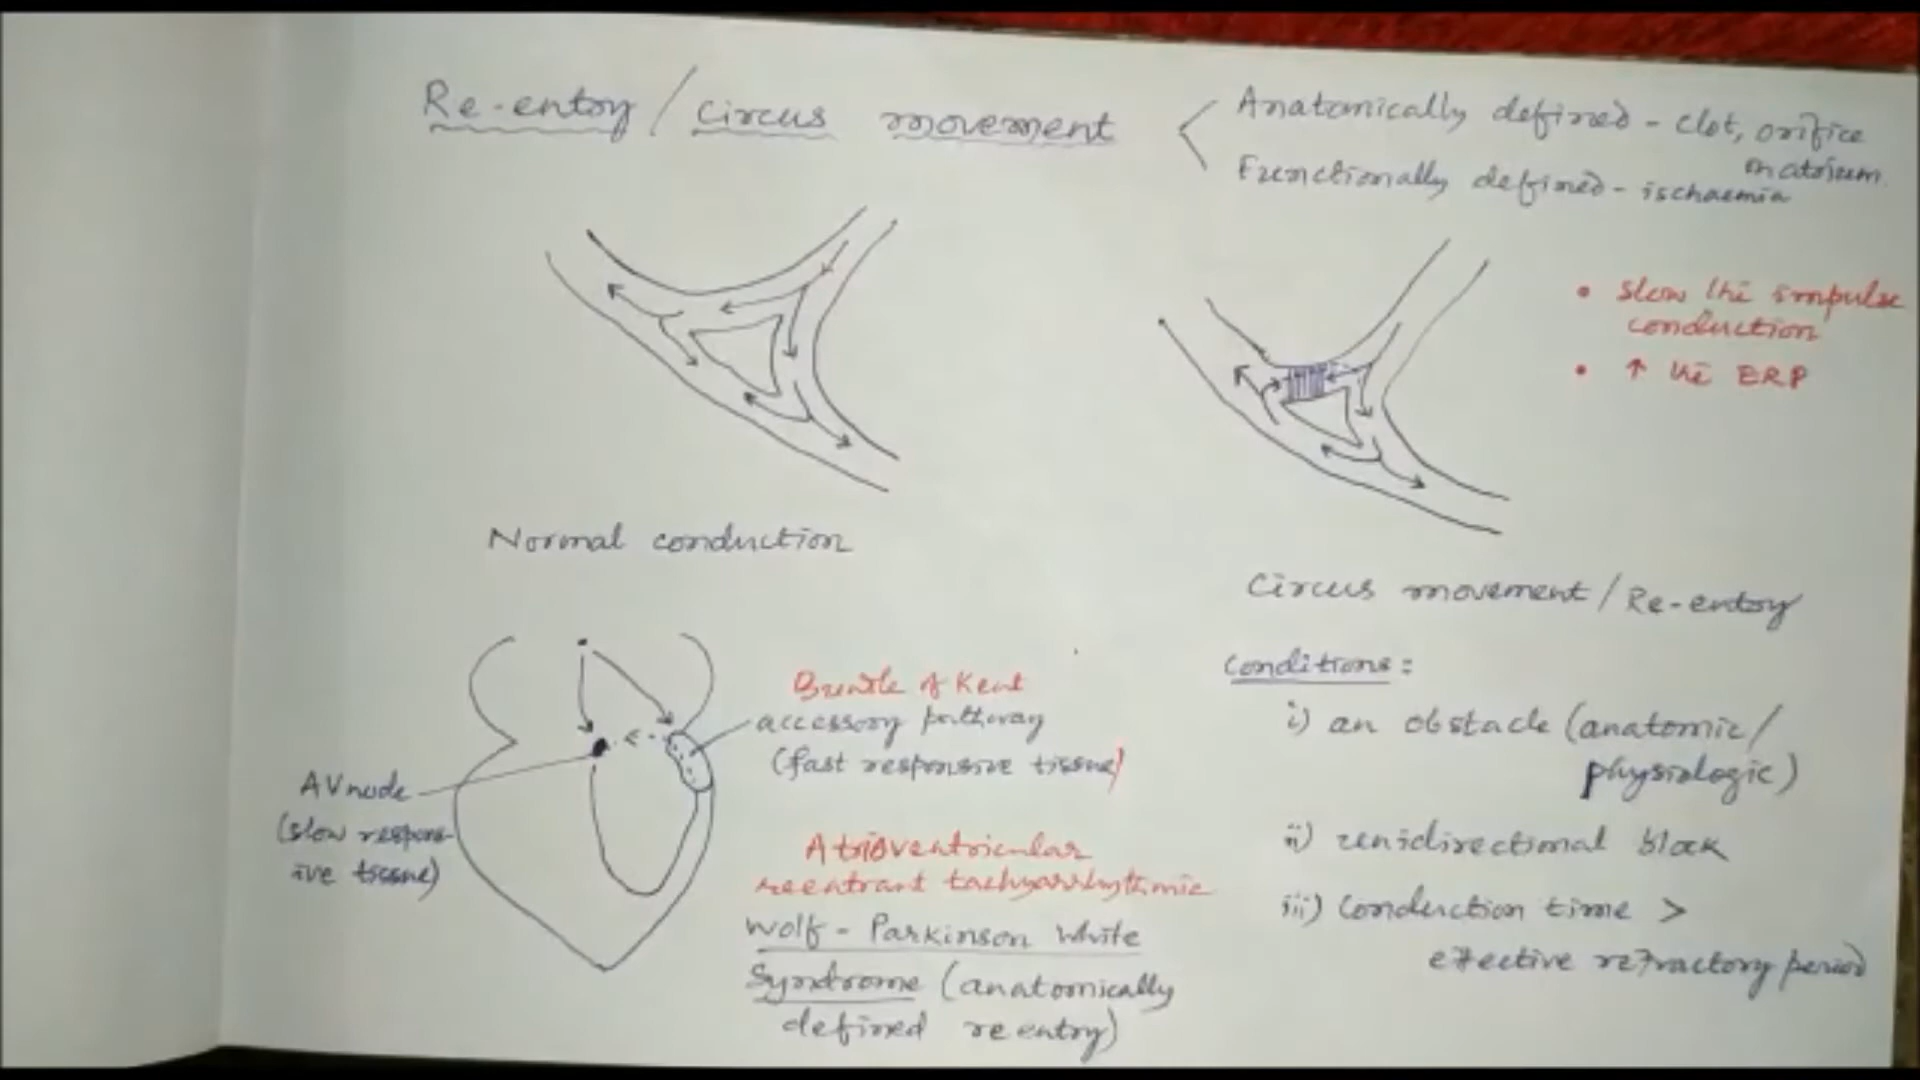 Re-entry / Circus movement
Anatomically defined - clot, orifice
in atrium
Functionally defined - ischaemia
• Slow the impulse
conduction
• ↑ the ERP
Normal conduction
Circus movement / Re-entry
Conditions:
i) an obstacle (anatomic/
physiologic)
ii) unidirectional block
iii) Conduction time >
effective refractory period
Bundle of Kent
accessory pathway
(fast responsive tissue)
AV node
(slow respons-
ive tissue)
Atrioventricular
reentrant tachyarrhythmic
Wolf - Parkinson White
Syndrome (anatomically
defined re entry)